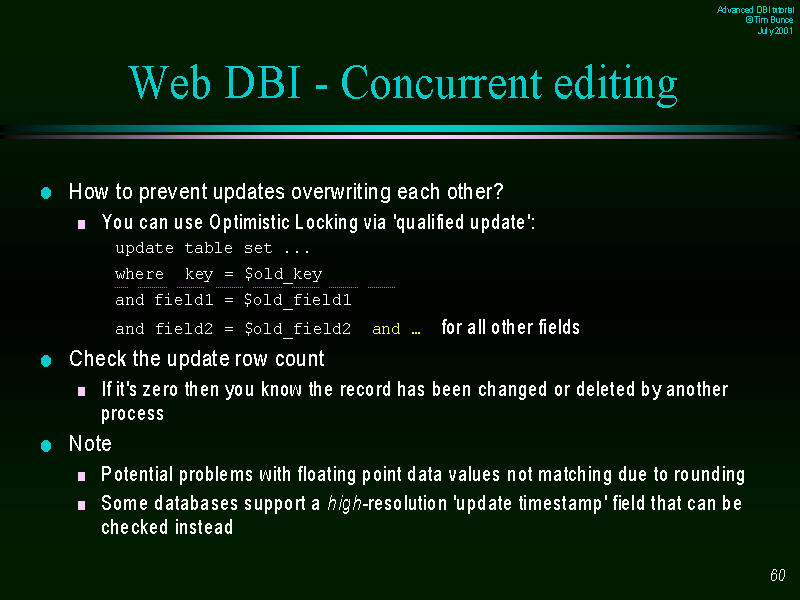 Advanced DBI tutorial
© Tim Bunce
July 2001
Web DBI - Concurrent editing
How to prevent updates overwriting each other?
You can use Optimistic Locking via 'qualified update':
update table set ...
where  key = $old_key
and field1 = $old_field1
and field2 = $old_field2  and …  for all other fields
Check the update row count
If it's zero then you know the record has been changed or deleted by another
process
Note
Potential problems with floating point data values not matching due to rounding
Some databases support a high-resolution 'update timestamp' field that can be
checked instead
60